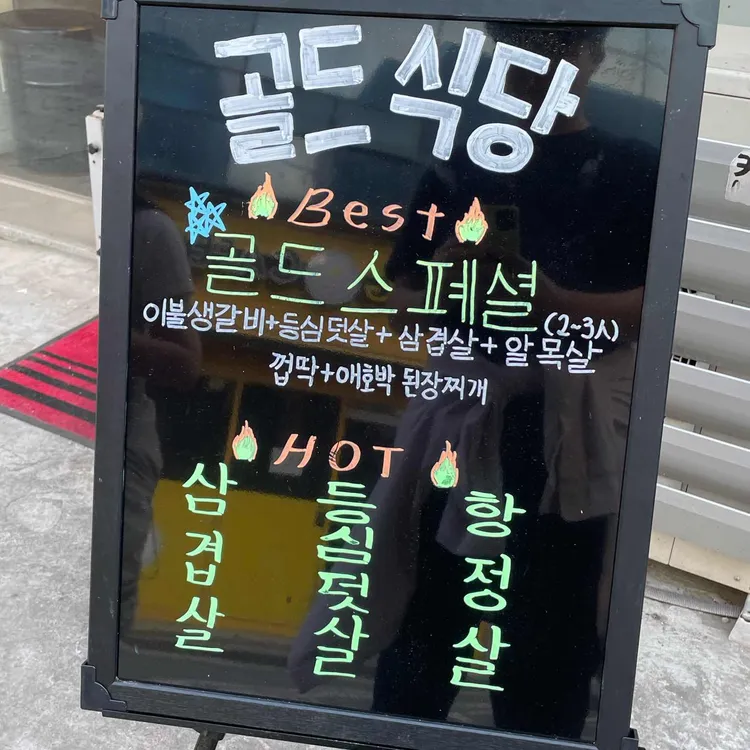 골드 식당
Best
골드스페셜
(2~3人)
이불생갈비+등심덧살+삼겹살+알목살
껍딱+애호박 된장찌개
HOT
삼겹살
등심덧살
항정살